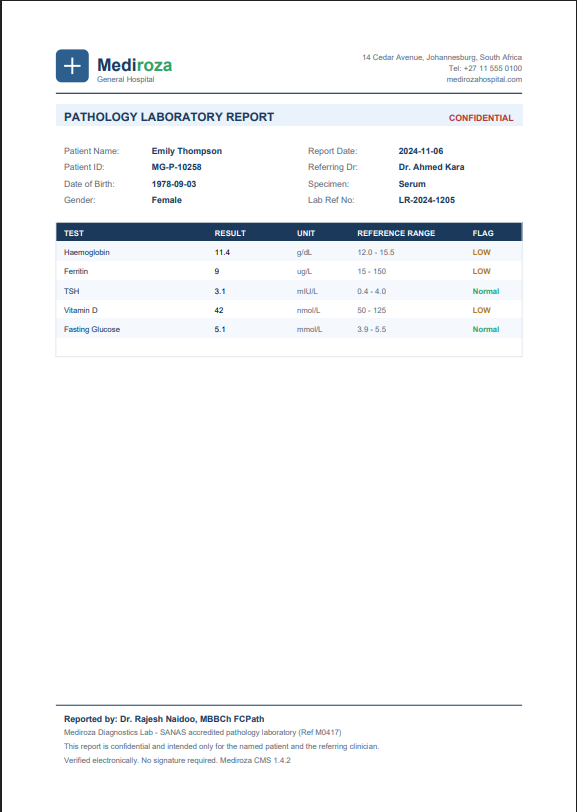 Mediroza
General Hospital
14 Cedar Avenue, Johannesburg, South Africa
Tel: +27 11 555 0100
medirozahospital.com
PATHOLOGY LABORATORY REPORT CONFIDENTIAL
Patient Name: Emily Thompson Report Date: 2024-11-06
Patient ID: MG-P-10258 Referring Dr: Dr. Ahmed Kara
Date of Birth: 1978-09-03 Specimen: Serum
Gender: Female Lab Ref No: LR-2024-1205
TEST RESULT UNIT REFERENCE RANGE FLAG
Haemoglobin 11.4 g/dL 12.0 - 15.5 LOW
Ferritin 9 ug/L 15 - 150 LOW
TSH 3.1 mIU/L 0.4 - 4.0 Normal
Vitamin D 42 nmol/L 50 - 125 LOW
Fasting Glucose 5.1 mmol/L 3.9 - 5.5 Normal
Reported by: Dr. Rajesh Naidoo, MBBCh FCPath
Mediroza Diagnostics Lab - SANAS accredited pathology laboratory (Ref M0417)
This report is confidential and intended only for the named patient and the referring clinician.
Verified electronically. No signature required. Mediroza CMS 1.4.2